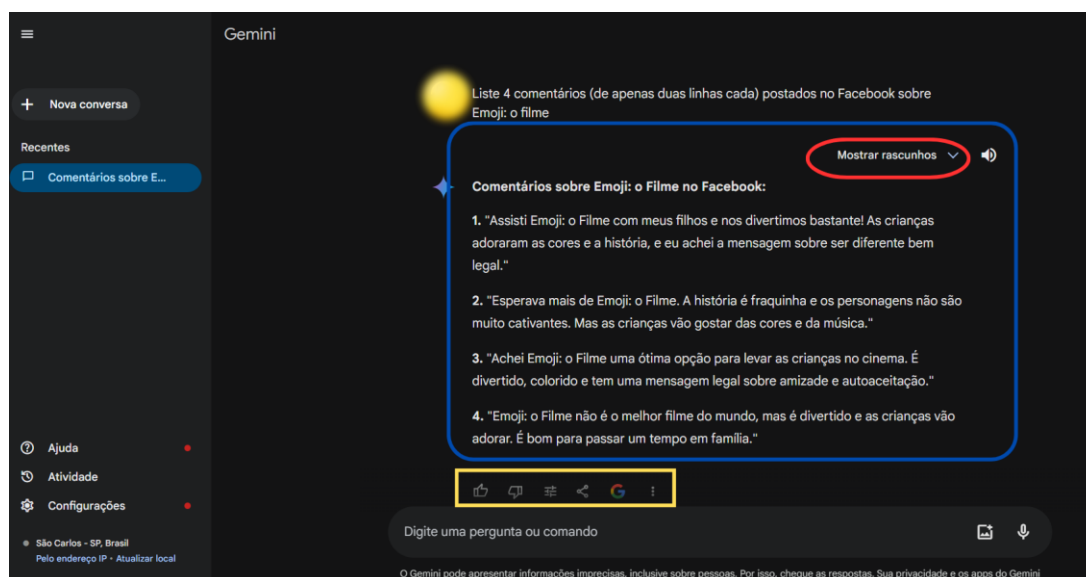 Gemini
Nova conversa
Recentes
Comentários sobre E...
Ajuda
Atividade
Configurações
São Carlos - SP, Brasil
Pelo endereço IP • Atualizar local
Liste 4 comentários (de apenas duas linhas cada) postados no Facebook sobre
Emoji: o filme
Mostrar rascunhos
Comentários sobre Emoji: o Filme no Facebook:
1. "Assisti Emoji: o Filme com meus filhos e nos divertimos bastante! As crianças
adoraram as cores e a história, e eu achei a mensagem sobre ser diferente bem
legal."
2. "Esperava mais de Emoji: o Filme. A história é fraquinha e os personagens não são
muito cativantes. Mas as crianças vão gostar das cores e da música."
3. "Achei Emoji: o Filme uma ótima opção para levar as crianças no cinema. É
divertido, colorido e tem uma mensagem legal sobre amizade e autoaceitação."
4. "Emoji: o Filme não é o melhor filme do mundo, mas é divertido e as crianças vão
adorar. É bom para passar um tempo em família."
G
Digite uma pergunta ou comando
O Gemini pode apresentar informações imprecisas, inclusive sobre pessoas. Por isso, cheque as respostas. Sua privacidade e os apps do Gemini